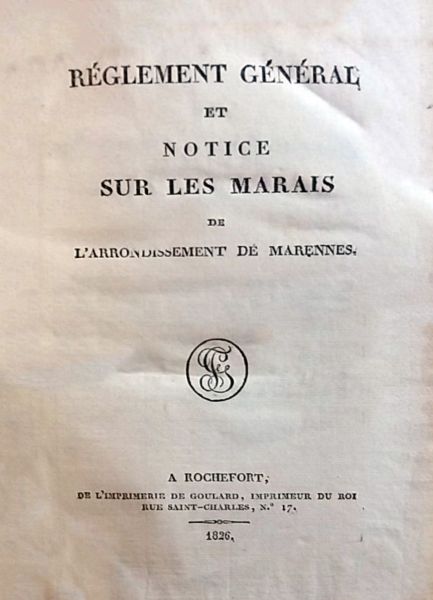 RÉGLEMENT GÉNÉRAL,
ET
NOTICE
SUR LES MARAIS
DE
L'ARRONDISSEMENT DE MARENNES.
A ROCHEFORT,
DE L'IMPRIMERIE DE GOULARD, IMPRIMEUR DU ROI
RUE SAINT-CHARLES, N.º 17.
1826.